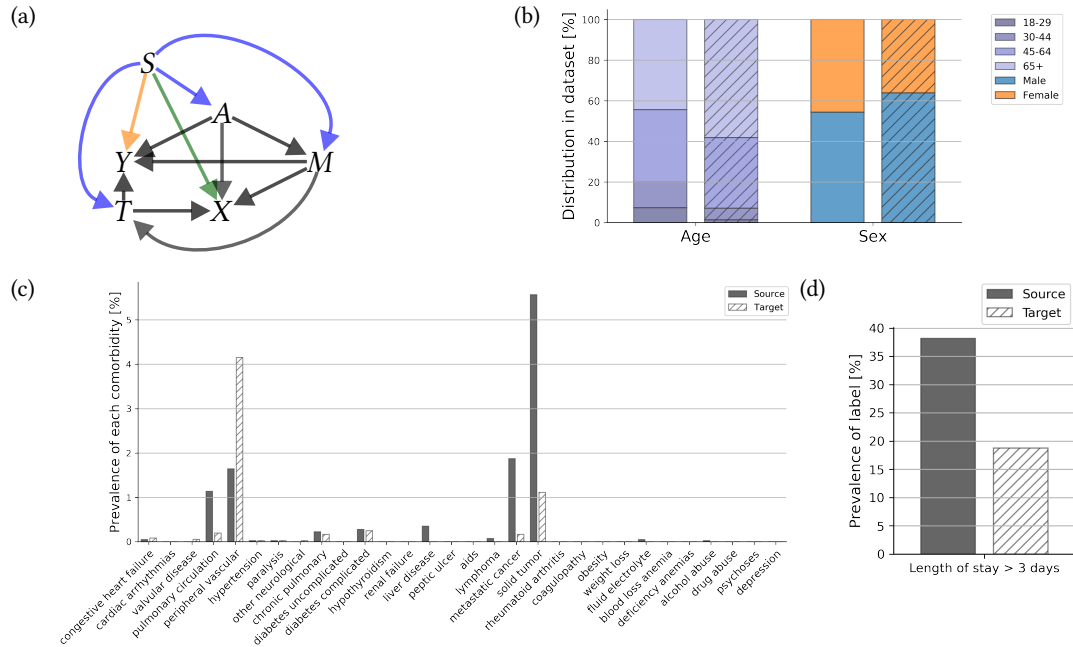 (a)
S
A
Y
M
T
X
(b)
Distribution in dataset [%]
100
80
60
40
20
0
Age
Sex
18-29
30-44
45-64
65+
Male
Female
(c)
Prevalence of each comorbidity [%]
5
4
3
2
1
0
Source
Target
congestive heart failure
cardiac arrhythmias
valvular disease
pulmonary circulation
peripheral vascular
hypertension
paralysis
other neurological
chronic pulmonary
diabetes uncomplicated
diabetes complicated
hypothyroidism
renal failure
liver disease
peptic ulcer
aids
lymphoma
metastatic cancer
solid tumor
rheumatoid arthritis
coagulopathy
obesity
weight loss
fluid electrolyte
blood loss anemia
deficiency anemias
alcohol abuse
drug abuse
psychoses
depression
(d)
Source
Target
Prevalence of label [%]
40
35
30
25
20
15
10
5
0
Length of stay > 3 days